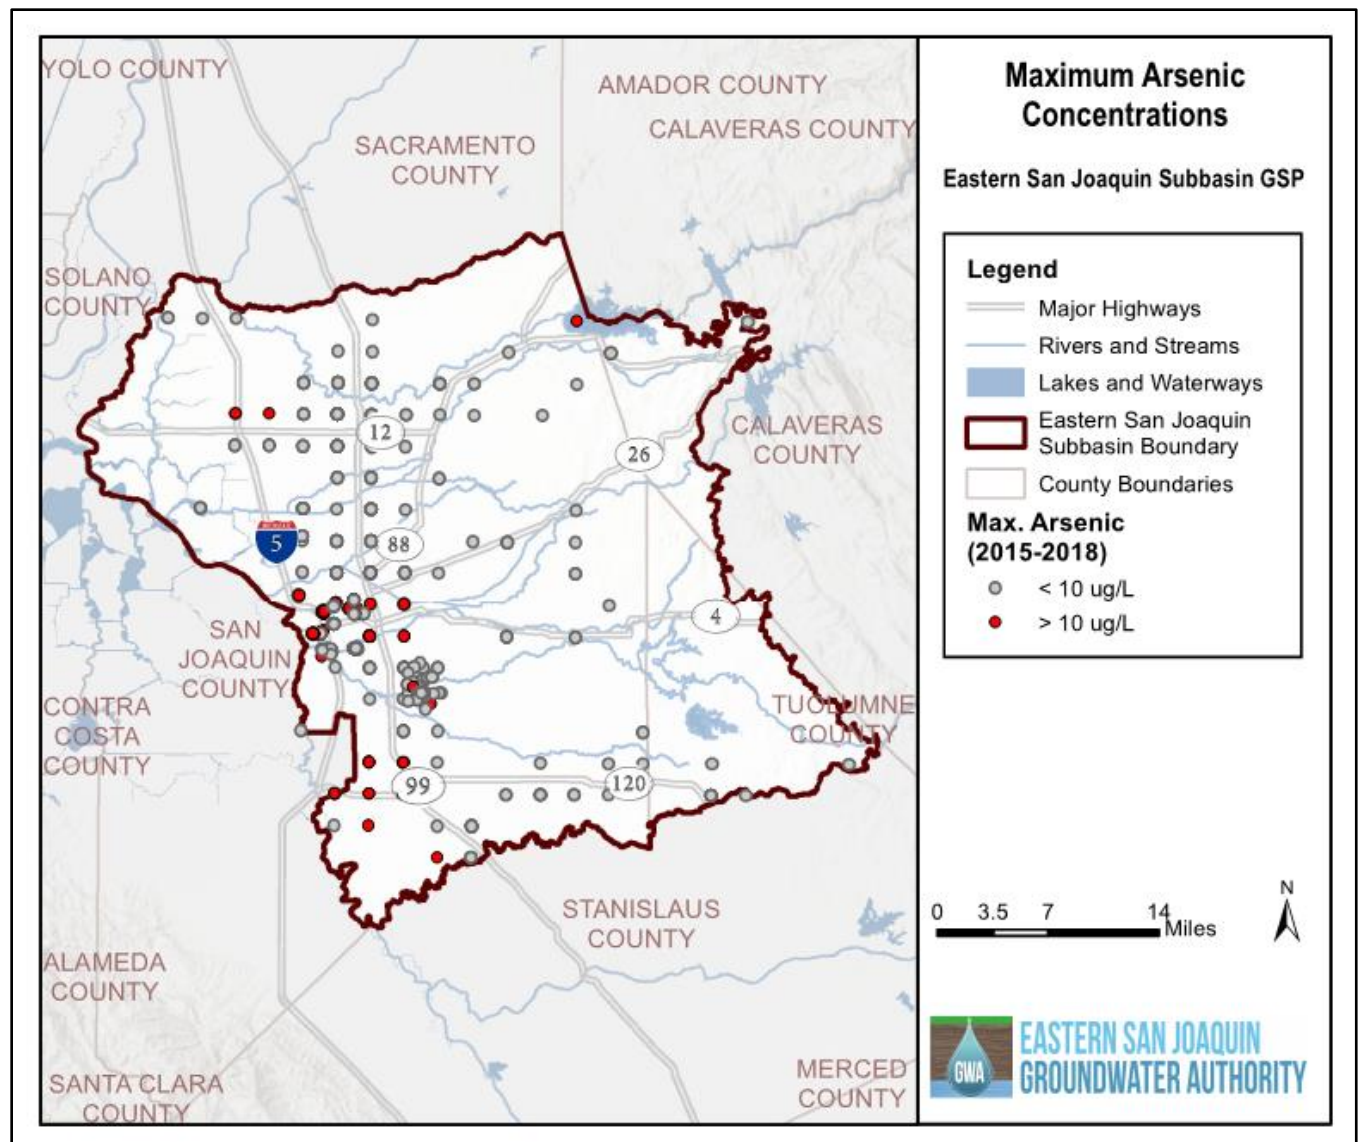 YOLO COUNTY
AMADOR COUNTY
CALAVERAS COUNTY
SACRAMENTO
COUNTY
SOLANO
COUNTY
CALAVERAS
COUNTY
12
26
5
88
4
SAN
JOAQUIN
COUNTY
CONTRA
COSTA
COUNTY
TUOLUMNE
COUNTY
99
120
STANISLAUS
COUNTY
ALAMEDA
COUNTY
SANTA CLARA
COUNTY
MERCED
COUNTY
Maximum Arsenic
Concentrations
Eastern San Joaquin Subbasin GSP
Legend
Major Highways
Rivers and Streams
Lakes and Waterways
Eastern San Joaquin
Subbasin Boundary
County Boundaries
Max. Arsenic
(2015-2018)
< 10 ug/L
> 10 ug/L
N
0 3.5 7 14
Miles
GWA
EASTERN SAN JOAQUIN
GROUNDWATER AUTHORITY